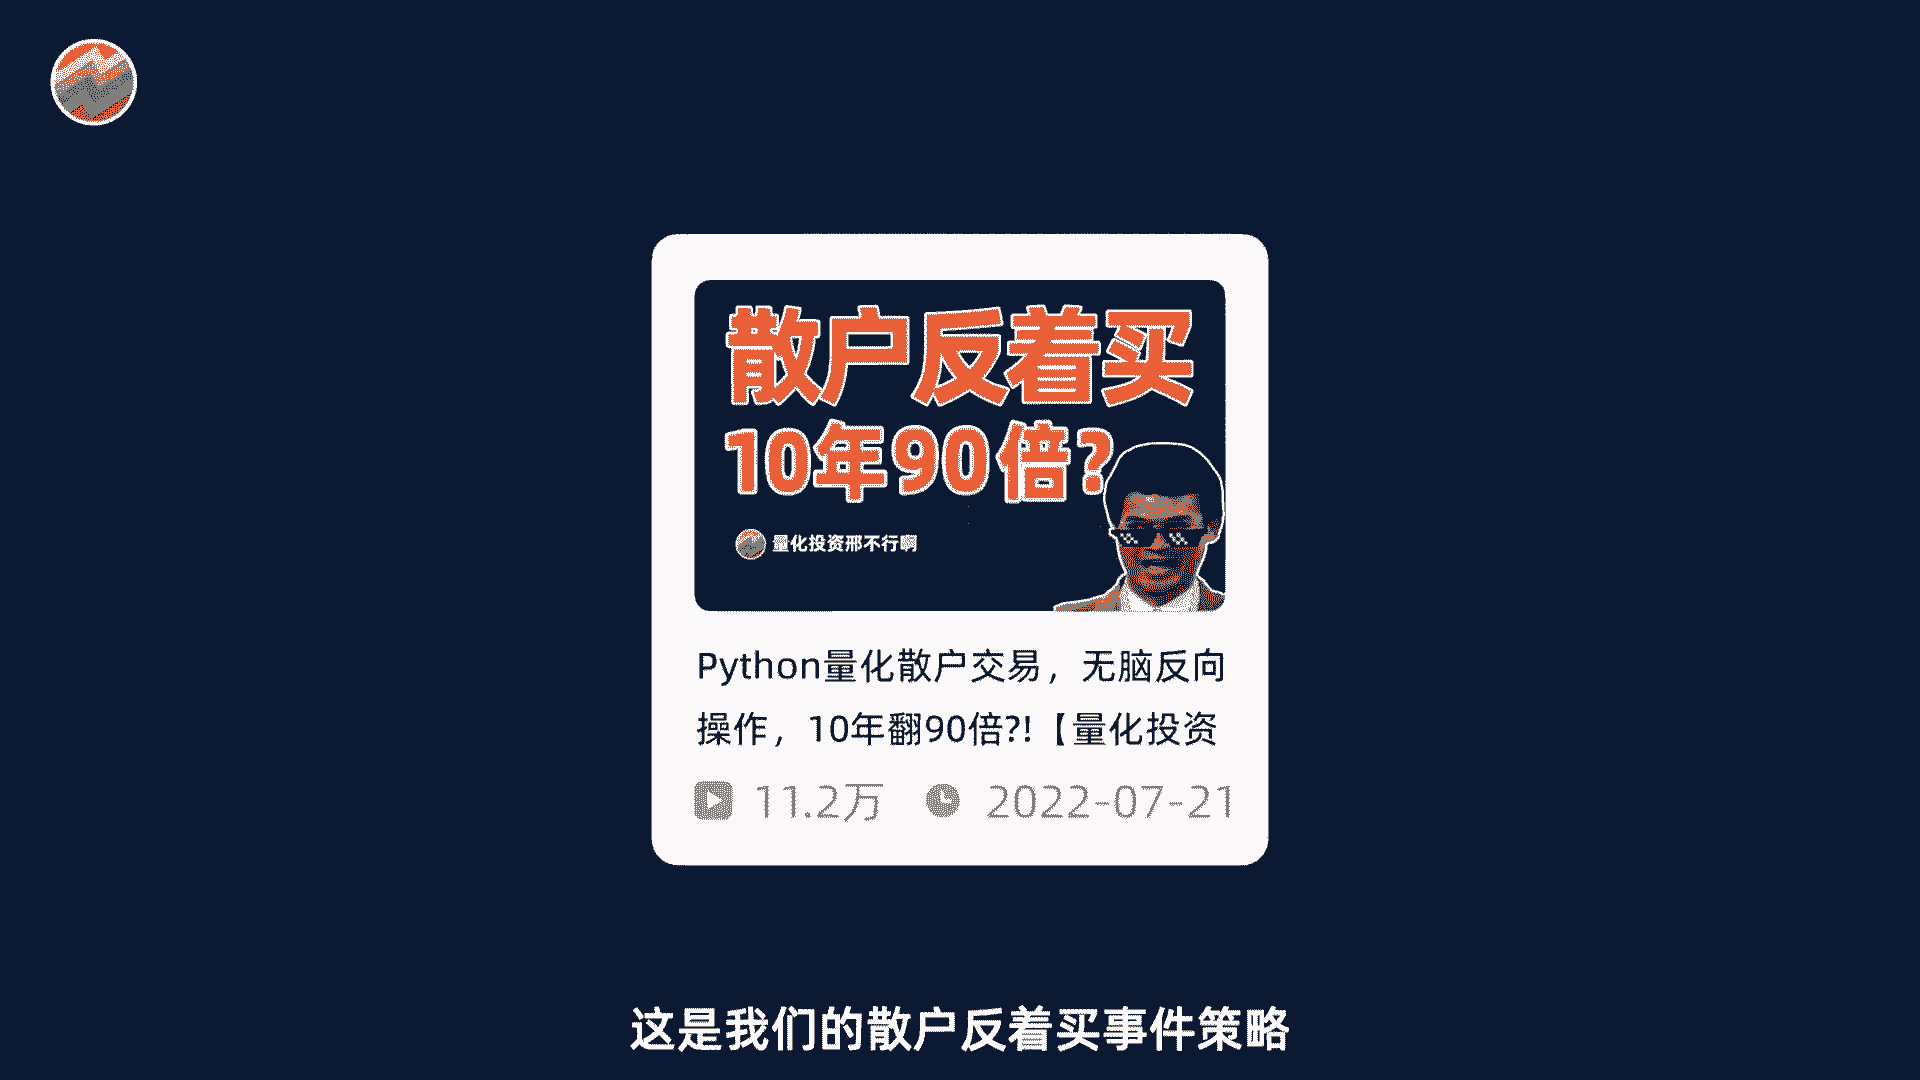 散户反着买
10年90倍?
量化投资邢不行啊
Python量化散户交易，无脑反向
操作，10年翻90倍?!【量化投资
11.2万 2022-07-21
这是我们的散户反着买事件策略